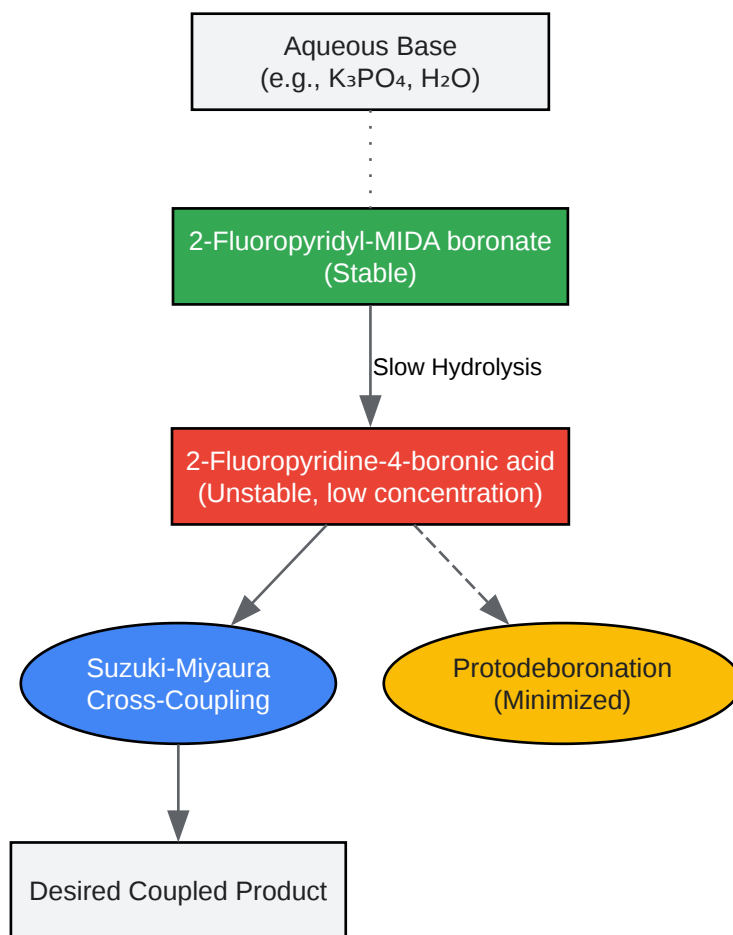 Aqueous Base
(e.g., K₃PO₄, H₂O)
2-Fluoropyridyl-MIDA boronate
(Stable)
Slow Hydrolysis
2-Fluoropyridine-4-boronic acid
(Unstable, low concentration)
Suzuki-Miyaura
Cross-Coupling
Protodeboronation
(Minimized)
Desired Coupled Product